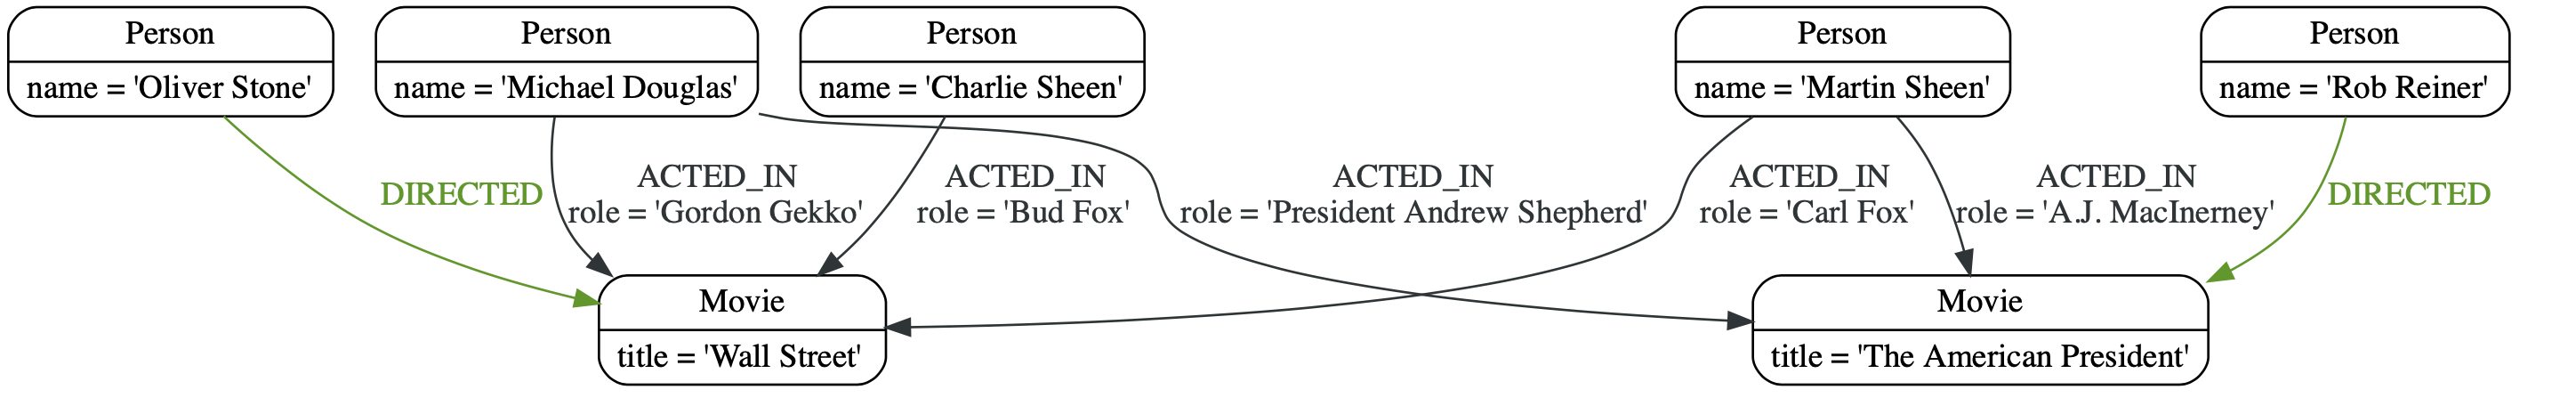 Person
name = 'Oliver Stone'
Person
name = 'Michael Douglas'
Person
name = 'Charlie Sheen'
Person
name = 'Martin Sheen'
Person
name = 'Rob Reiner'
DIRECTED
ACTED_IN
role = 'Gordon Gekko'
ACTED_IN
role = 'Bud Fox'
ACTED_IN
role = 'President Andrew Shepherd'
ACTED_IN
role = 'Carl Fox'
ACTED_IN
role = 'A.J. MacInerney'
DIRECTED
Movie
title = 'Wall Street'
Movie
title = 'The American President'